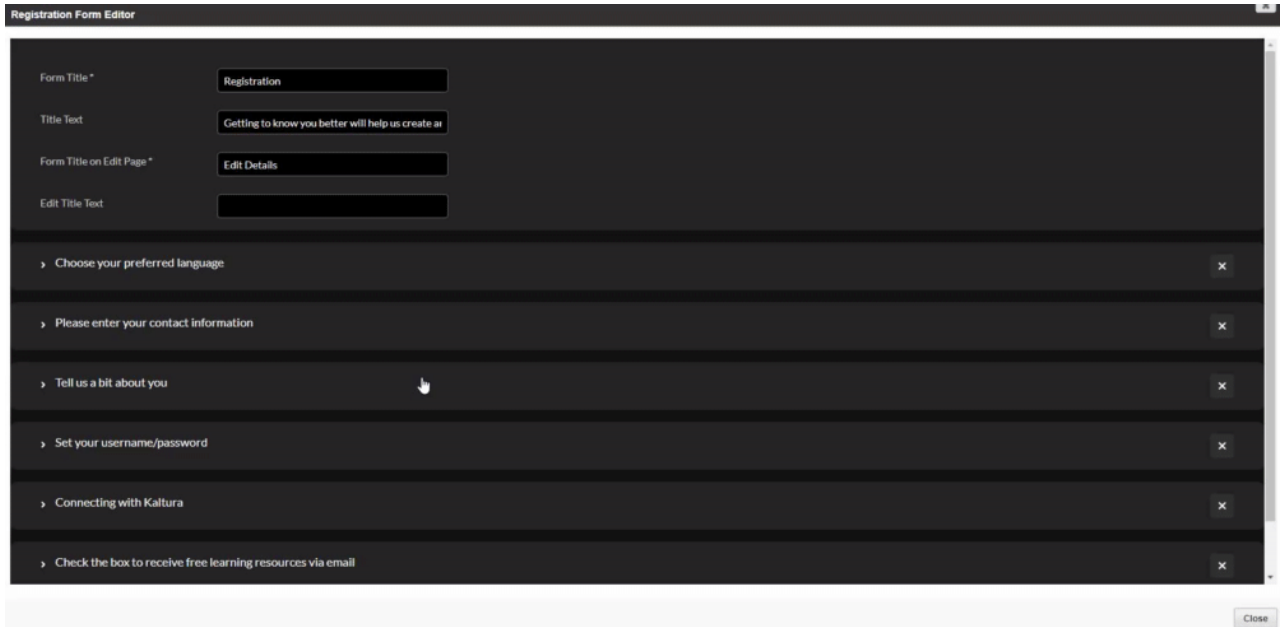 Registration Form Editor
Form Title * Registration
Title Text Getting to know you better will help us create
Form Title on Edit Page * Edit Details
Edit Title Text
Choose your preferred language
Please enter your contact information
Tell us a bit about you
Set your username/password
Connecting with Kaltura
Check the box to receive free learning resources via email
Close